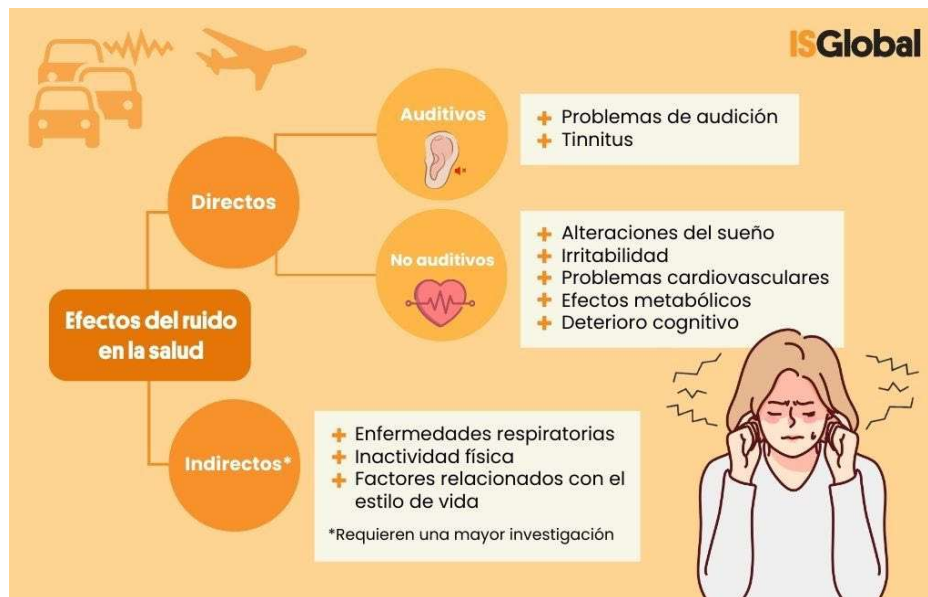 ISGlobal
Efectos del ruido
en la salud
Directos
Auditivos
+ Problemas de audición
+ Tinnitus
No auditivos
+ Alteraciones del sueño
+ Irritabilidad
+ Problemas cardiovasculares
+ Efectos metabólicos
+ Deterioro cognitivo
Indirectos*
+ Enfermedades respiratorias
+ Inactividad física
+ Factores relacionados con el
estilo de vida
*Requieren una mayor investigación